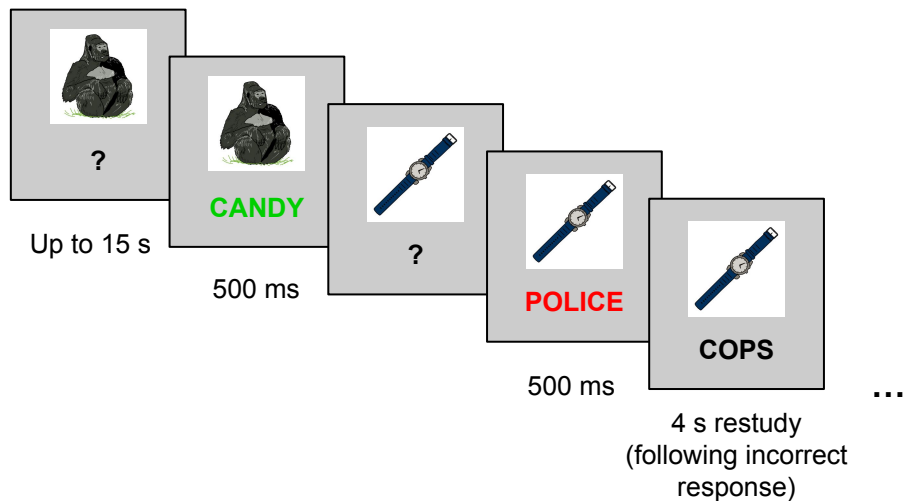 ?
Up to 15 s
CANDY
500 ms
?
POLICE
500 ms
COPS
4 s restudy
(following incorrect
response)
...